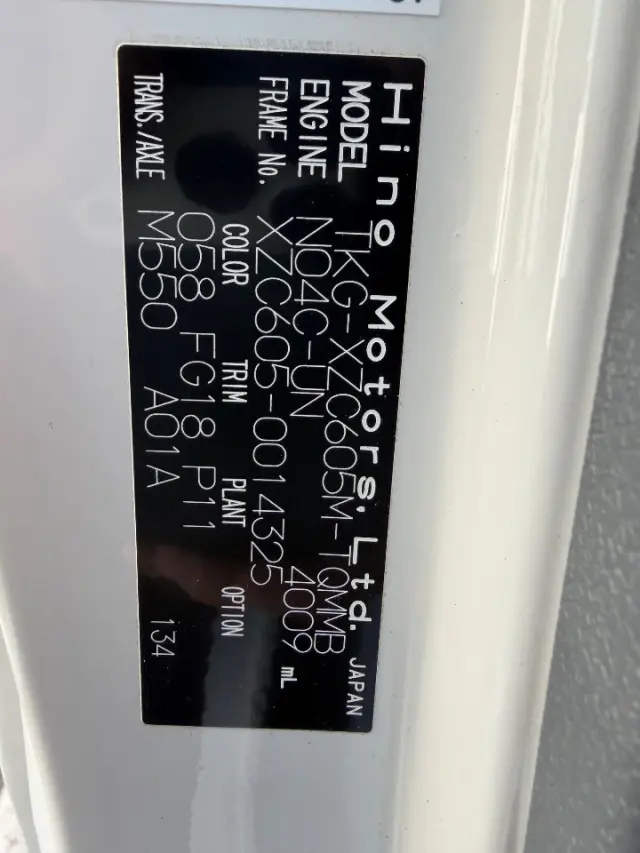 Hino Motors, Ltd. JAPAN
MODEL TKG-XZC605M-TQMMB
ENGINE N04C-UN 4009 mL
FRAME No. XZC605-0014325
COLOR TRIM PLANT OPTION
058 FG18 P11
TRANS./AXLE M550 A01A 134